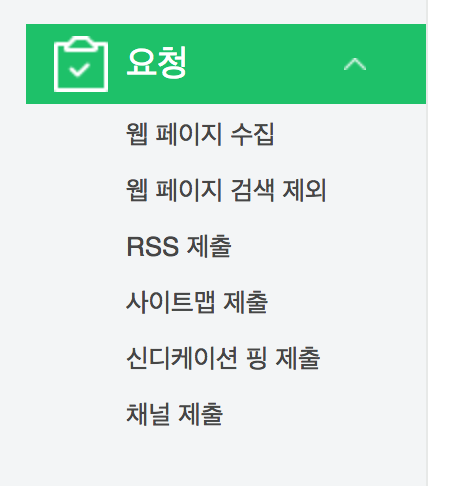 요청
웹 페이지 수집
웹 페이지 검색 제외
RSS 제출
사이트맵 제출
신디케이션 핑 제출
채널 제출